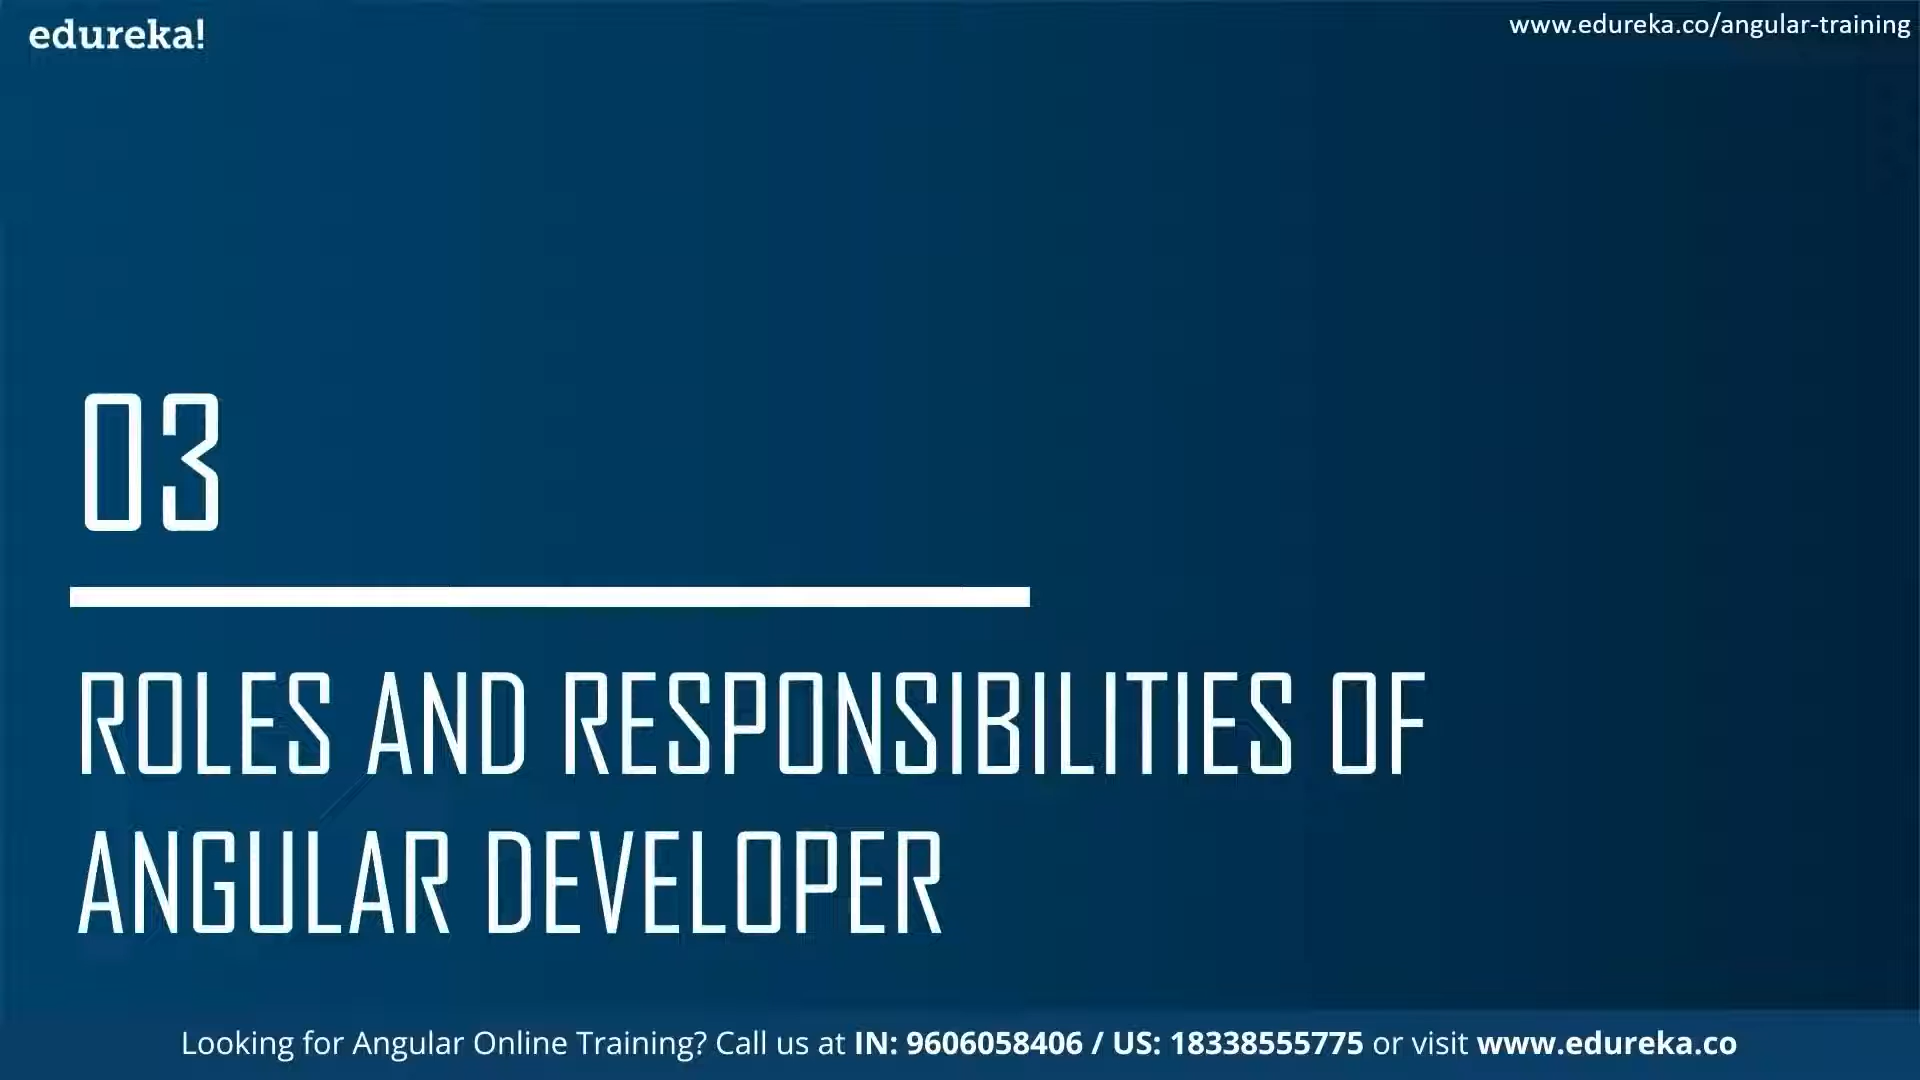 edureka!
www.edureka.co/angular-training
03
ROLES AND RESPONSIBILITIES OF
ANGULAR DEVELOPER
Looking for Angular Online Training? Call us at IN: 9606058406 / US: 18338555775 or visit www.edureka.co